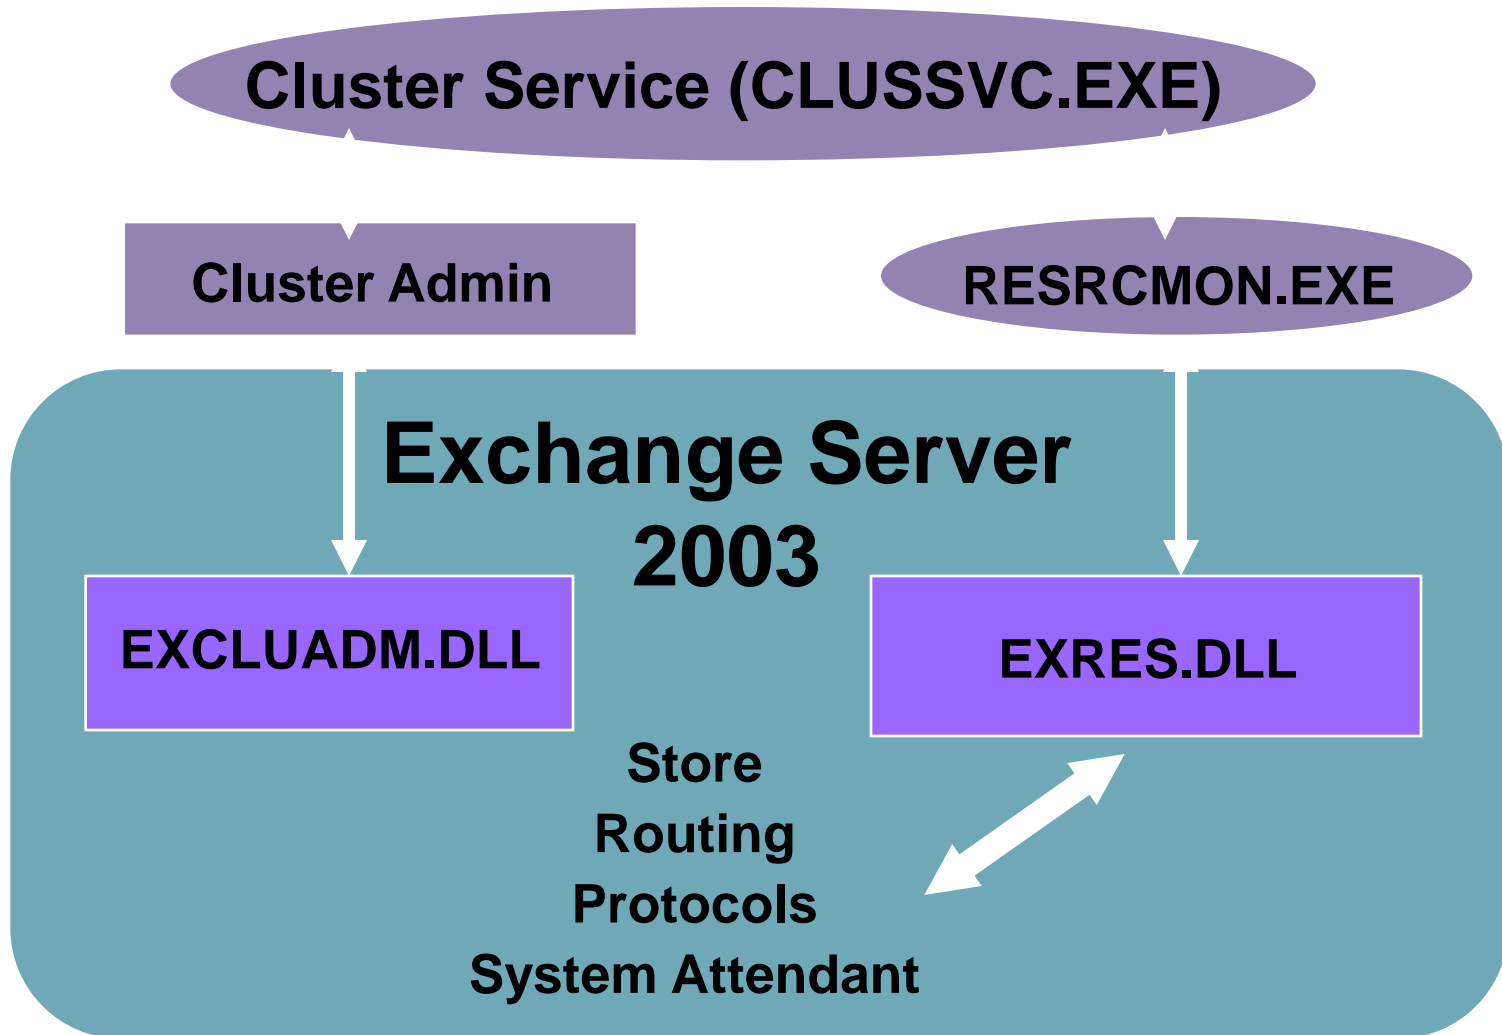 Cluster Service (CLUSSVC.EXE)
Cluster Admin
RESRCMON.EXE
Exchange Server
2003
EXCLUADM.DLL
EXRES.DLL
Store
Routing
Protocols
System Attendant